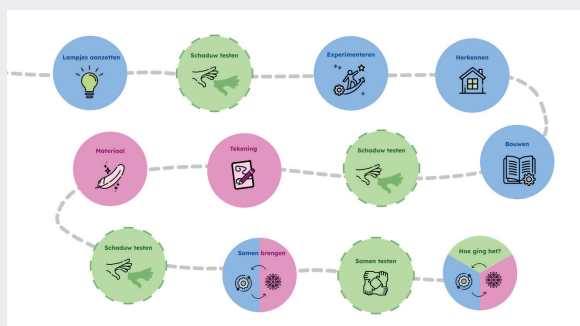 Lampjes aanzetten
Schaduw testen
Experimenteren
Herkennen
Materiaal
Tekening
Schaduw testen
Bouwen
Schaduw testen
Samen brengen
Samen testen
Hoe ging het?